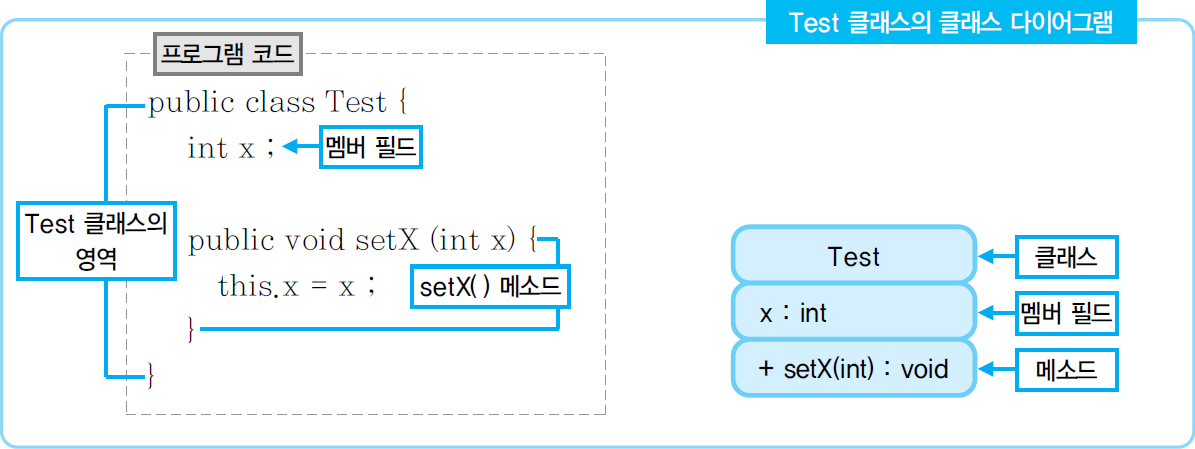 Test 클래스의 클래스 다이어그램
프로그램 코드
public class Test {
int x ;
멤버 필드
Test 클래스의
영역
public void setX (int x) {
this.x = x ;
setX( ) 메소드
}
}
Test
클래스
x : int
멤버 필드
+ setX(int) : void
메소드